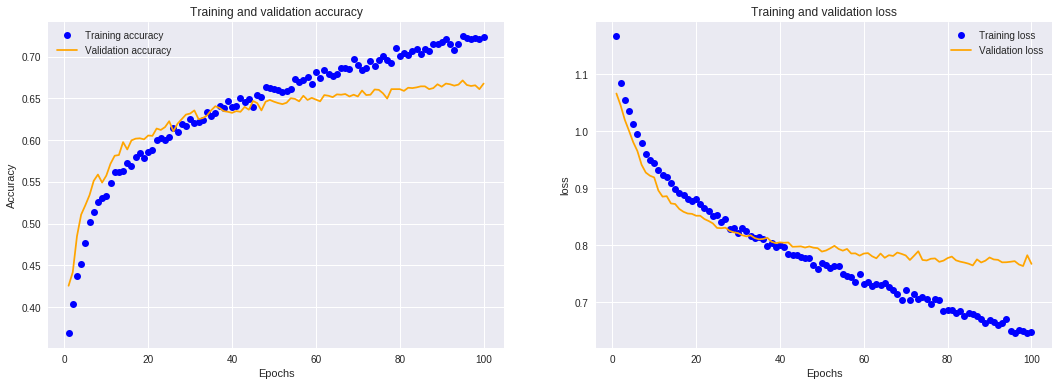 Training and validation accuracy
Training accuracy
Validation accuracy
0.70
0.65
0.60
0.55
0.50
0.45
0.40
Accuracy
0
20
40
60
80
100
Epochs
Training and validation loss
Training loss
Validation loss
1.1
1.0
0.9
0.8
0.7
loss
0
20
40
60
80
100
Epochs